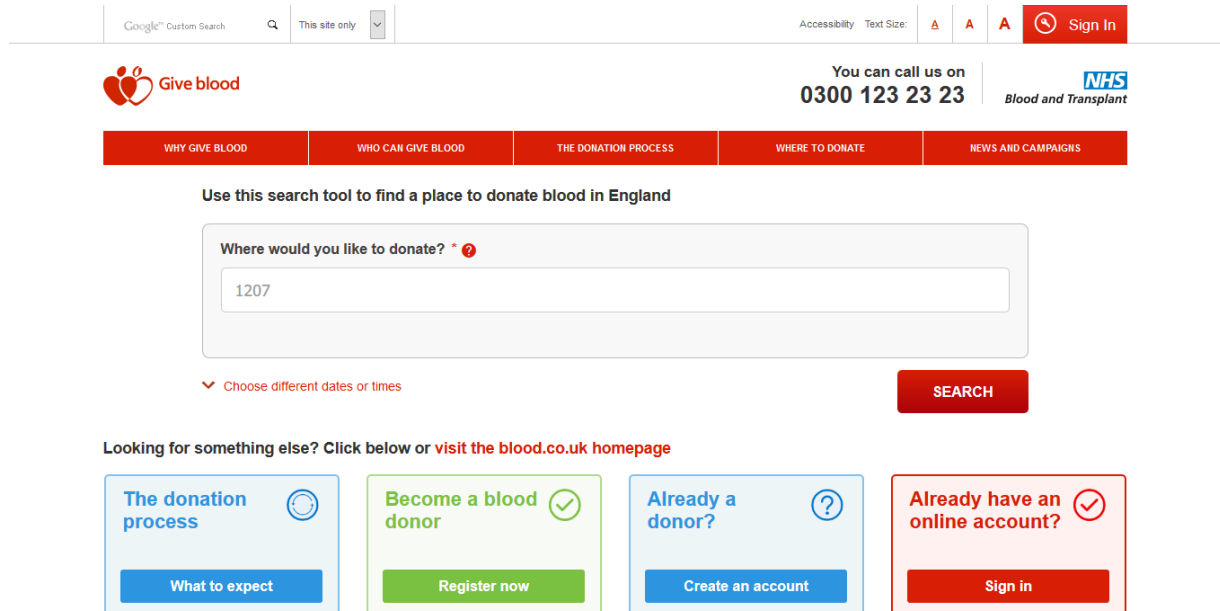 Google™ Custom Search
This site only
Accessibility Text Size: A A A Sign In
Give blood
You can call us on
0300 123 23 23
NHS
Blood and Transplant
WHY GIVE BLOOD WHO CAN GIVE BLOOD THE DONATION PROCESS WHERE TO DONATE NEWS AND CAMPAIGNS
Use this search tool to find a place to donate blood in England
Where would you like to donate? * ?
1207
Choose different dates or times
SEARCH
Looking for something else? Click below or visit the blood.co.uk homepage
The donation
process
What to expect
Become a blood
donor
Register now
Already a
donor?
?
Create an account
Already have an
online account?
Sign in